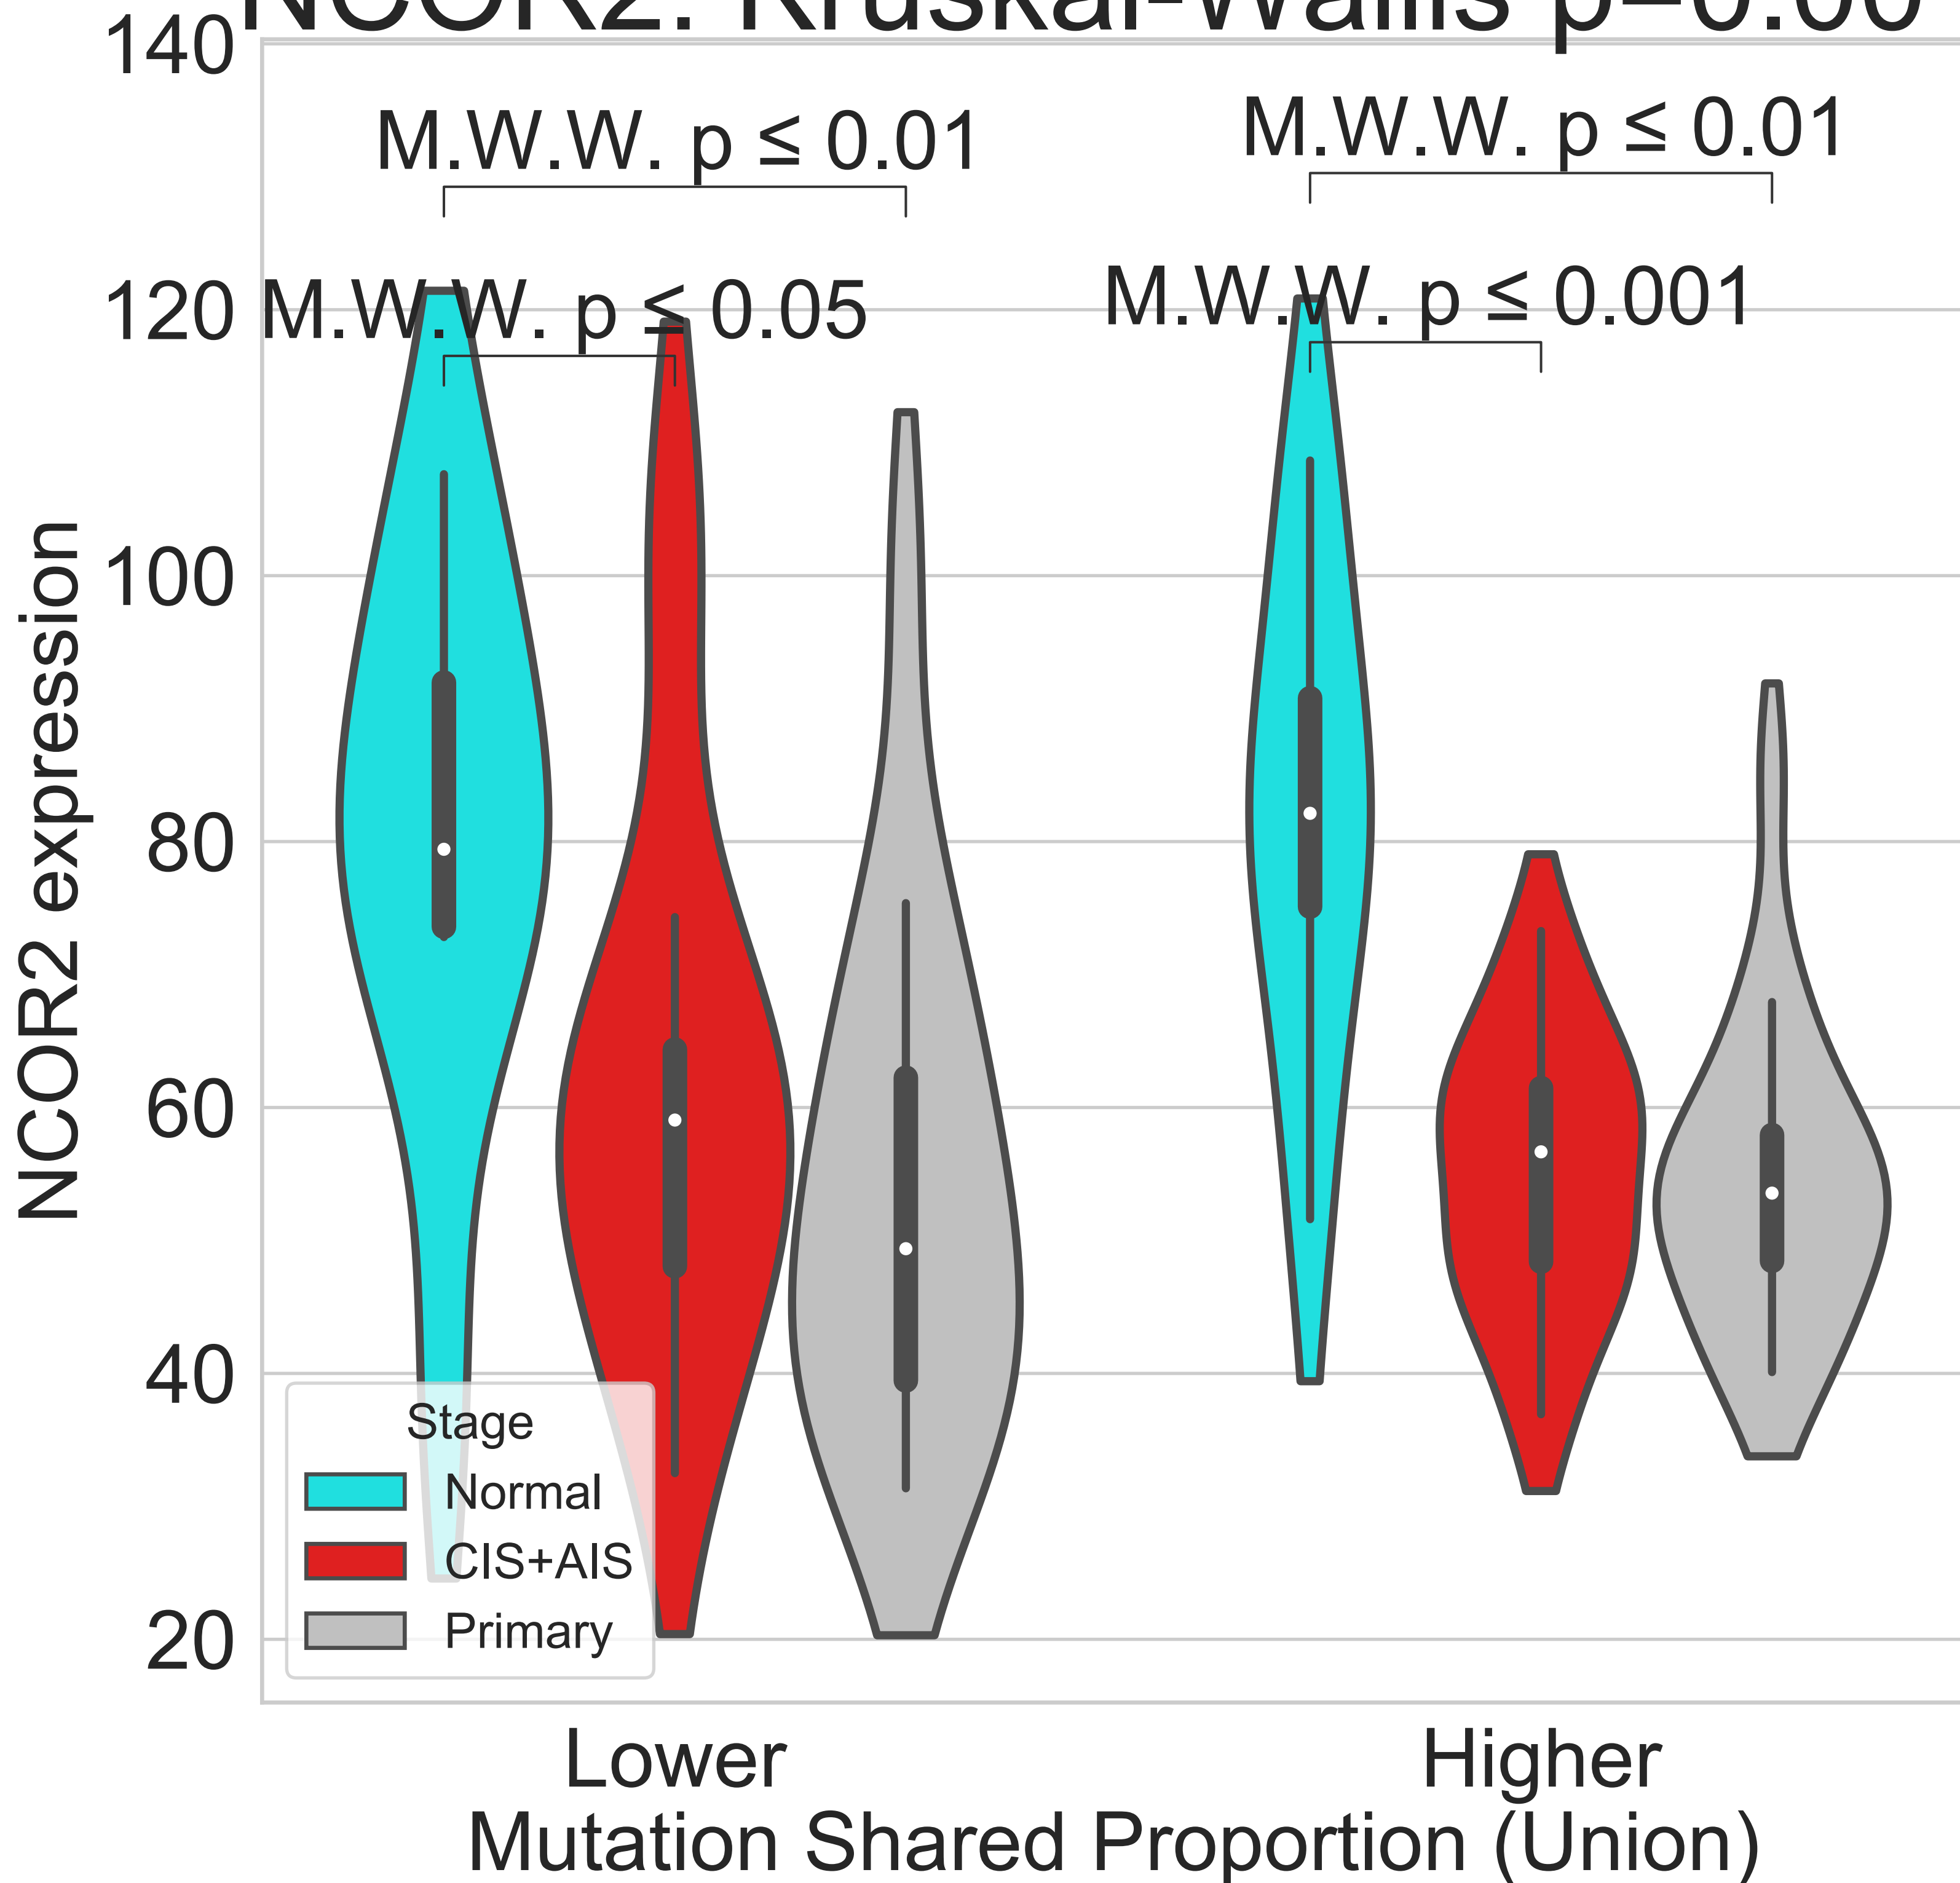 NCOR2: Kruskal-Wallis p=0.00
140
120
100
80
60
40
20
NCOR2 expression
M.W.W. p ≤ 0.01
M.W.W. p ≤ 0.01
M.W.W. p ≤ 0.05
M.W.W. p ≤ 0.001
Stage
Normal
CIS+AIS
Primary
Lower
Higher
Mutation Shared Proportion (Union)